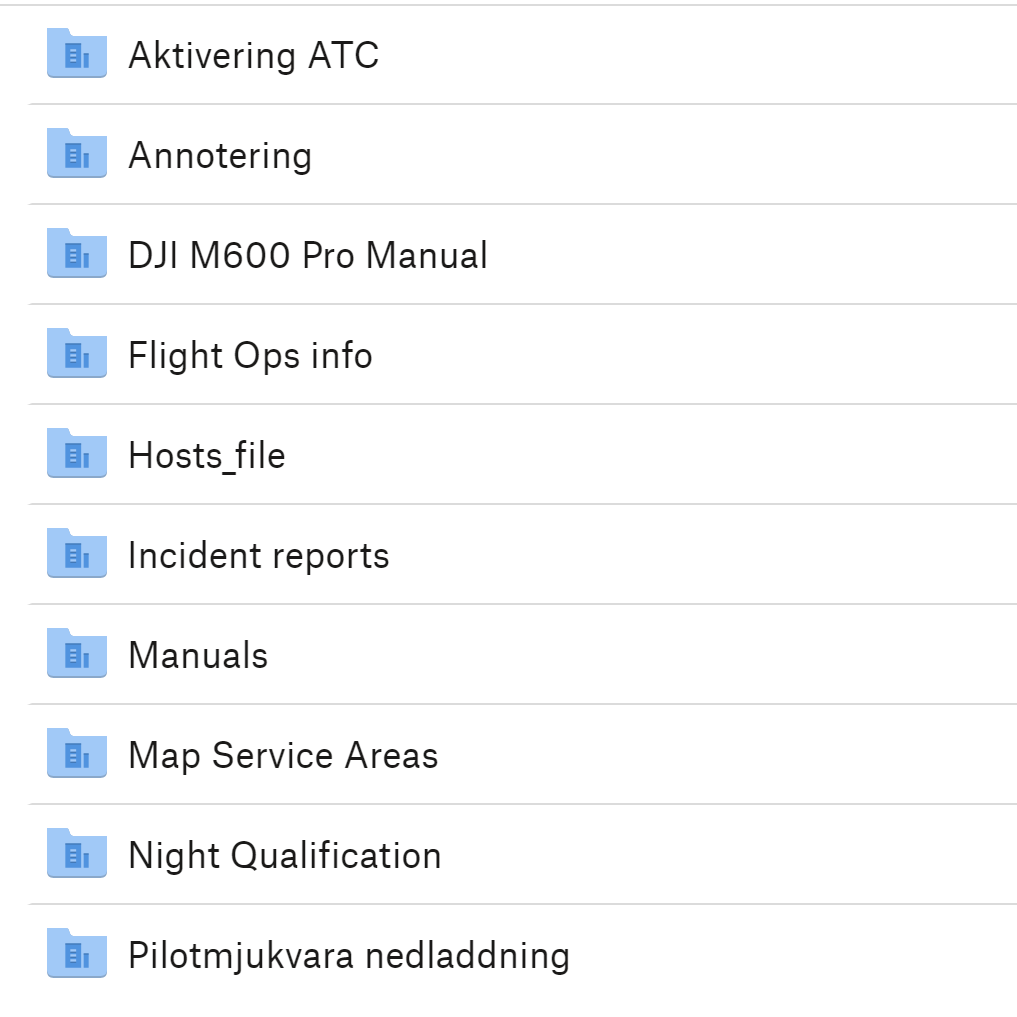 Aktivering ATC
Annotering
DJI M600 Pro Manual
Flight Ops info
Hosts_file
Incident reports
Manuals
Map Service Areas
Night Qualification
Pilotmjukvara nedladdning